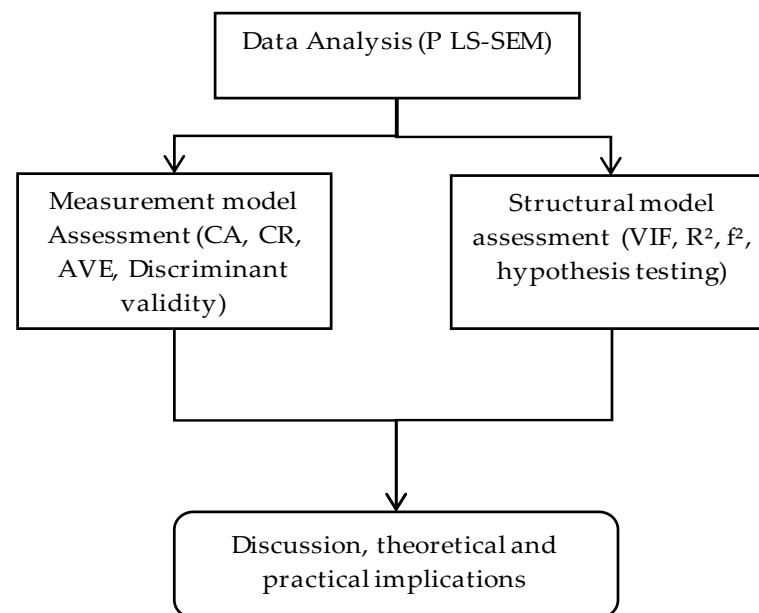 Data Analysis (P LS-SEM)
Measurement model
Assessment (CA, CR,
AVE, Discriminant
validity)
Structural model
assessment (VIF, R², f²,
hypothesis testing)
Discussion, theoretical and
practical implications